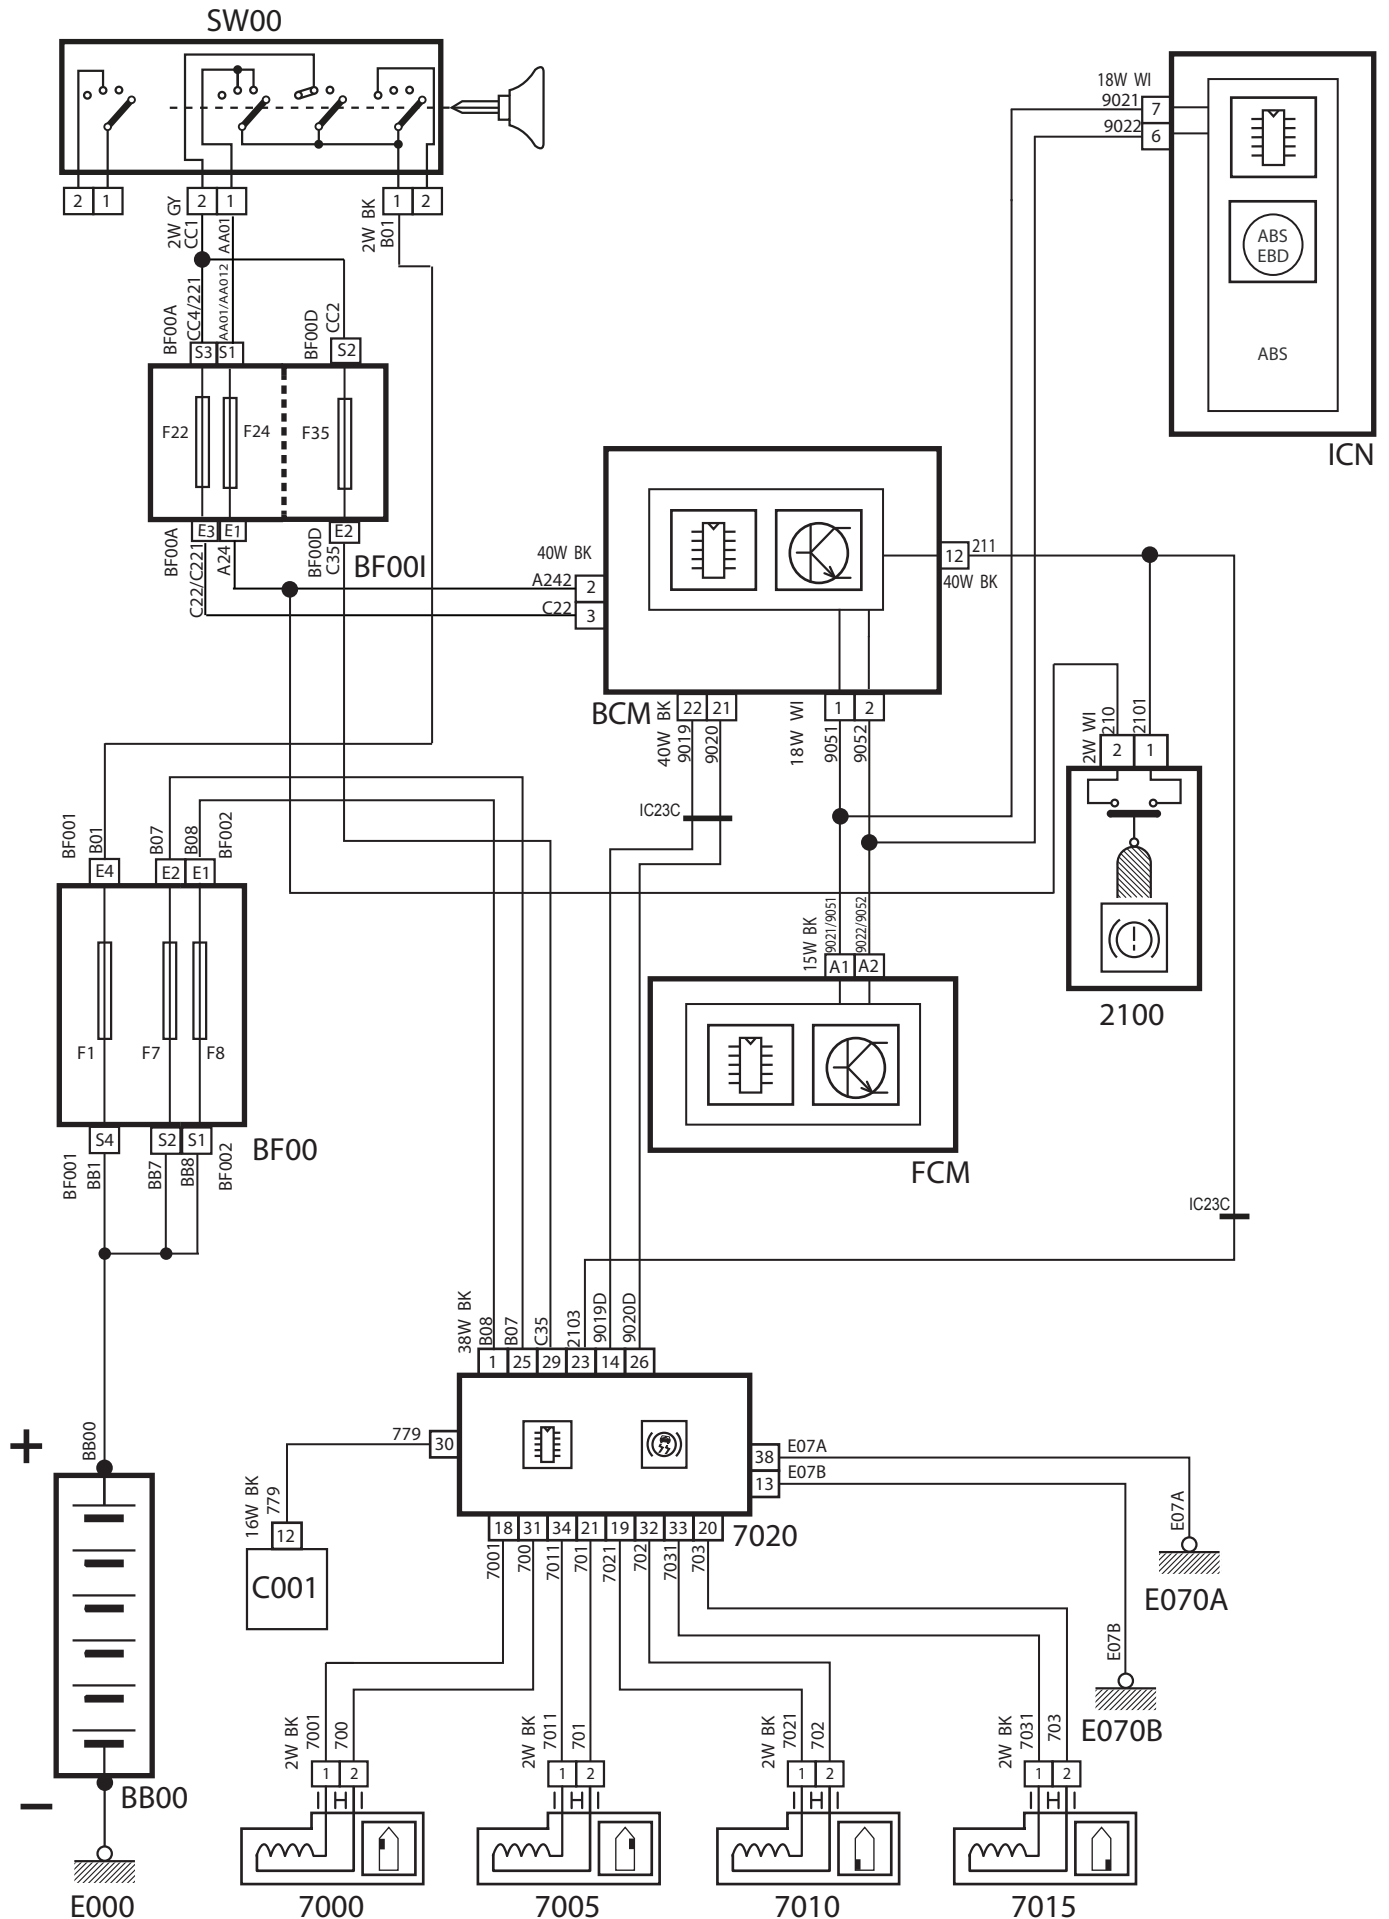 SW00
2 1
2 1
1 2
2W GY
CC1
AA01
2W BK
B01
18W WI
9021
7
9022
6
ABS
EBD
ABS
ICN
BF00A
CC4/221
AA01/AA012
BF00D
CC2
S3 S1
S2
F22
F24
F35
E3 E1
E2
BF00A
C22/C221
A24
BF00D
C35
BF00I
40W BK
A242
2
C22
3
12
211
40W BK
BCM
40W BK
22 21
9019
9020
18W WI
1 2
9051
9052
IC23C
2W WI
210
2101
2 1
2100
BF001
B01
B07
B08
BF002
E4
E2 E1
F1
F7
F8
S4
S2 S1
BF001
BB1
BB7
BB8
BF002
BF00
15W BK
9021/9051
9022/9052
A1 A2
FCM
IC23C
38W BK
B08
B07
C35
2103
9019D
9020D
1 25 29 23 14 26
779
30
38
E07A
13
E07B
18 31 34 21 19 32 33 20
7020
7001
700
7011
701
7021
702
7031
703
16W BK
779
12
C001
E07A
E070A
E07B
E070B
+
BB00
−
BB00
E000
2W BK
7001
700
1 2
H
7000
2W BK
7011
701
1 2
H
7005
2W BK
7021
702
1 2
H
7010
2W BK
7031
703
1 2
H
7015